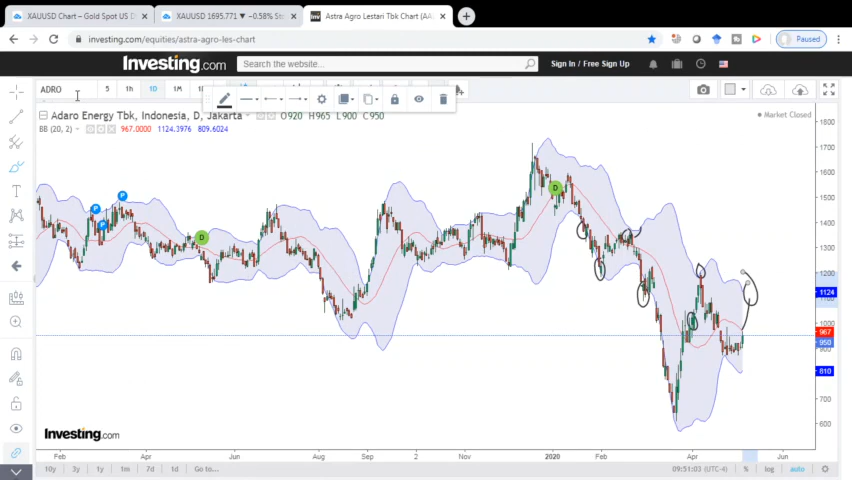 XAUUSD Chart – Gold Spot US D
XAUUSD 1695.771 ▼ −0.58%
Astra Agro Lestari Tbk Chart (AA
investing.com/equities/astra-agro-les-chart
Paused
Investing.com
Search the website...
Sign In / Free Sign Up
ADRO 5 1h 1D 1M
Adaro Energy Tbk, Indonesia, D, Jakarta O920 H965 L900 C950
Market Closed
BB (20, 2) 967.0000 1124.3976 809.6024
1800
1700
1600
1500
1400
1300
1200
1124
1100
1000
967
950
900
810
700
600
P
P
P
D
D
Investing.com
Feb Apr Jun Aug Sep 2 Nov 2020 Feb Apr Jun
10y 3y 1y 1m 7d 1d Go to... 09:51:03 (UTC-4) % log auto